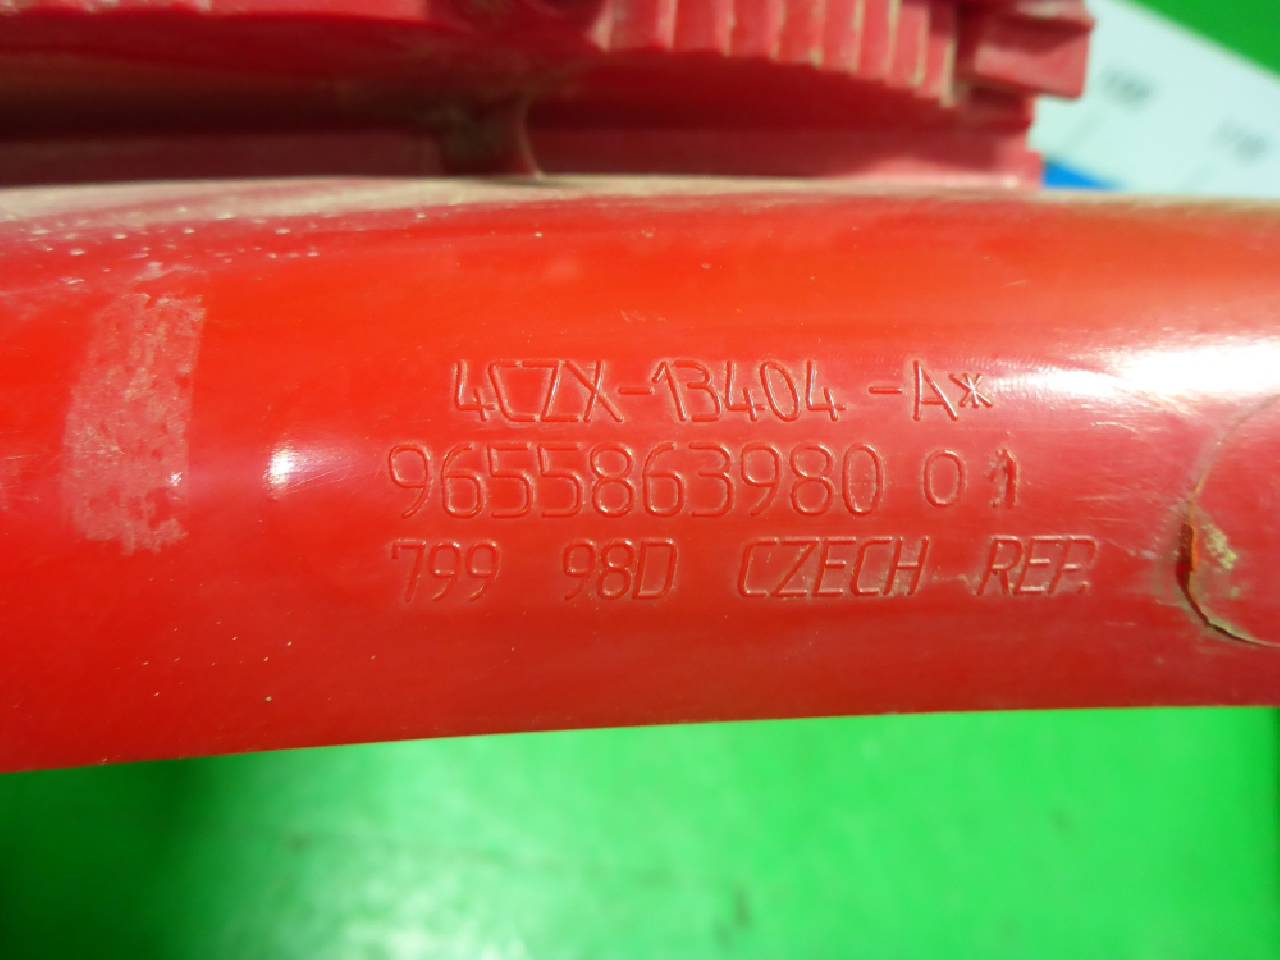 4CZX-13404-A*
9655863980 01
799 98D CZECH REP.